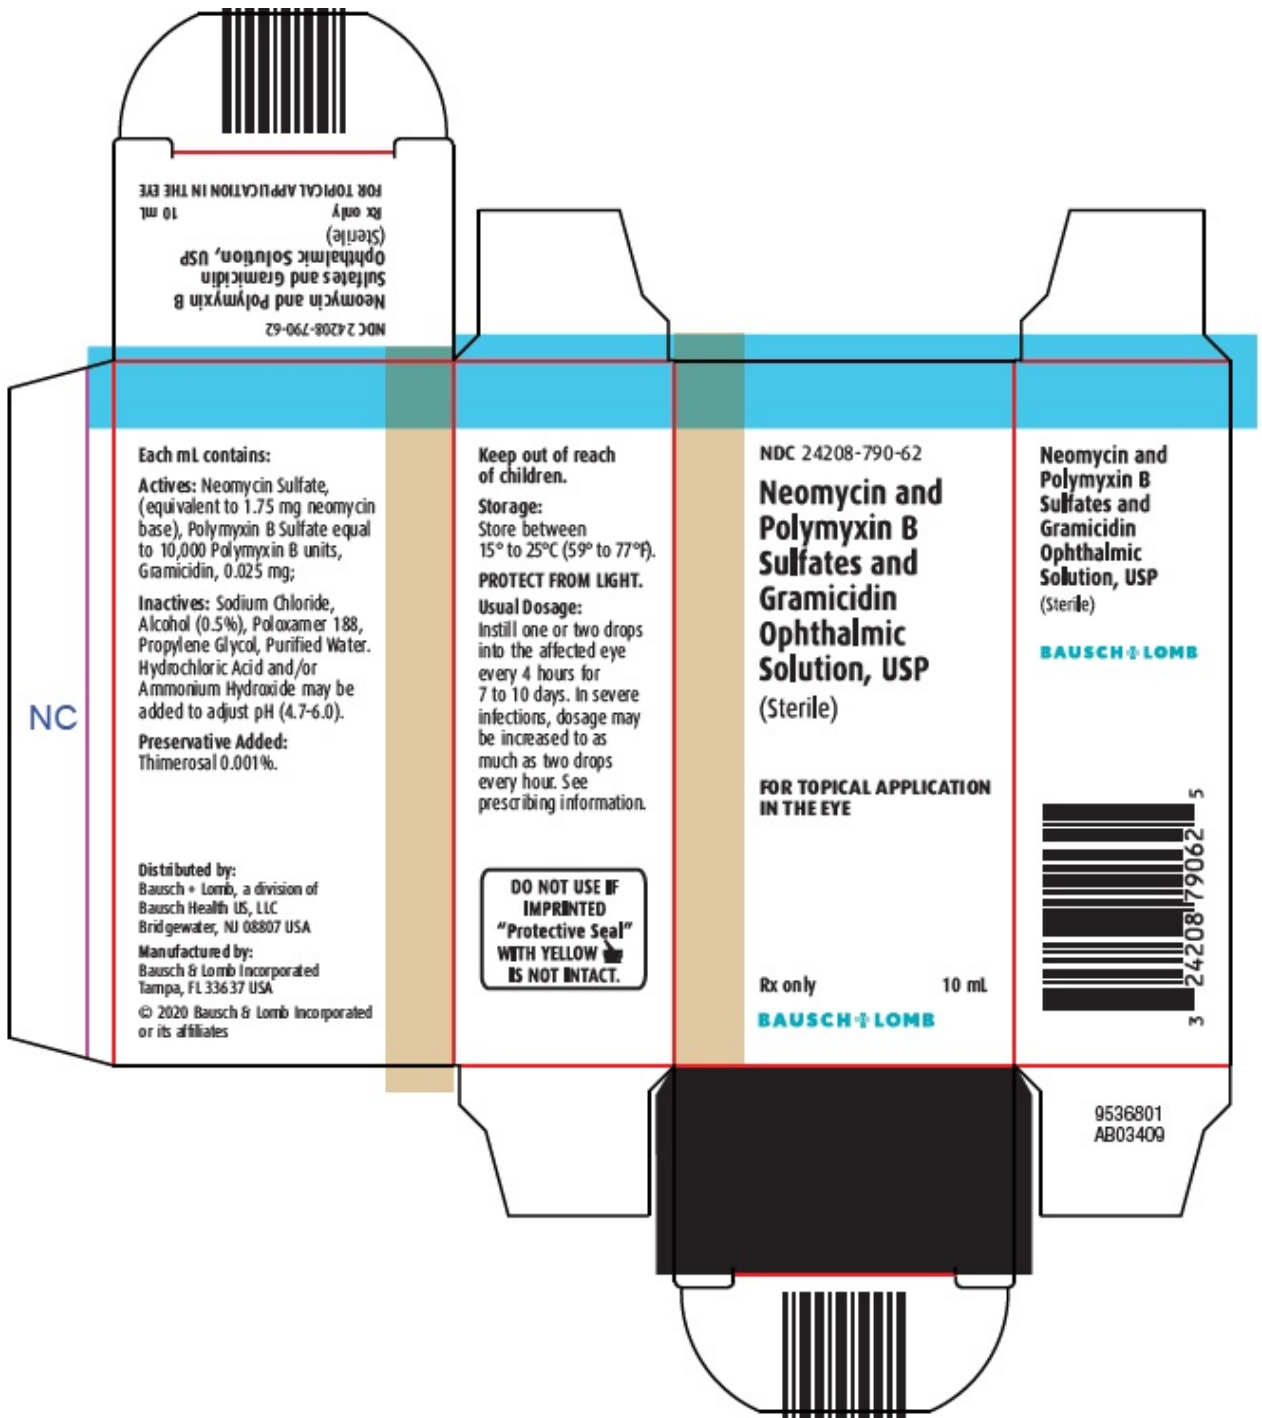 FOR TOPICAL APPLICATION IN THE EYE
Rx only 10 mL
(Sterile)
Ophthalmic Solution, USP
Sulfates and Gramicidin
Neomycin and Polymyxin B
NDC 24208-790-62
NC
Each mL contains:
Actives: Neomycin Sulfate,
(equivalent to 1.75 mg neomycin
base), Polymyxin B Sulfate equal
to 10,000 Polymyxin B units,
Gramicidin, 0.025 mg;
Inactives: Sodium Chloride,
Alcohol (0.5%), Poloxamer 188,
Propylene Glycol, Purified Water.
Hydrochloric Acid and/or
Ammonium Hydroxide may be
added to adjust pH (4.7-6.0).
Preservative Added:
Thimerosal 0.001%.
Distributed by:
Bausch + Lomb, a division of
Bausch Health US, LLC
Bridgewater, NJ 08807 USA
Manufactured by:
Bausch & Lomb Incorporated
Tampa, FL 33637 USA
© 2020 Bausch & Lomb Incorporated
or its affiliates
Keep out of reach
of children.
Storage:
Store between
15° to 25°C (59° to 77°F).
PROTECT FROM LIGHT.
Usual Dosage:
Instill one or two drops
into the affected eye
every 4 hours for
7 to 10 days. In severe
infections, dosage may
be increased to as
much as two drops
every hour. See
prescribing information.
DO NOT USE IF
IMPRINTED
“Protective Seal”
WITH YELLOW
IS NOT INTACT.
NDC 24208-790-62
Neomycin and
Polymyxin B
Sulfates and
Gramicidin
Ophthalmic
Solution, USP
(Sterile)
FOR TOPICAL APPLICATION
IN THE EYE
Rx only 10 mL
BAUSCH+LOMB
Neomycin and
Polymyxin B
Sulfates and
Gramicidin
Ophthalmic
Solution, USP
(Sterile)
BAUSCH+LOMB
3 24208 79062 5
9536801
AB03409